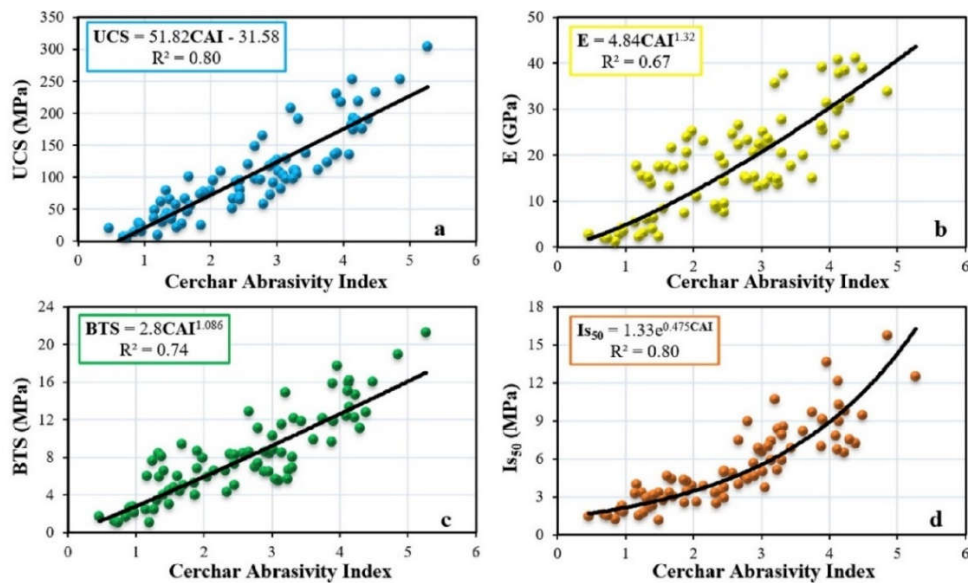 UCS = 51.82CAI - 31.58
R² = 0.80
UCS (MPa)
350
300
250
200
150
100
50
0
0 1 2 3 4 5 6
Cerchar Abrasivity Index
a
E = 4.84CAI^1.32
R² = 0.67
E (GPa)
50
40
30
20
10
0
0 1 2 3 4 5 6
Cerchar Abrasivity Index
b
BTS = 2.8CAI^1.086
R² = 0.74
BTS (MPa)
24
20
16
12
8
4
0
0 1 2 3 4 5 6
Cerchar Abrasivity Index
c
Is₅₀ = 1.33e^0.475CAI
R² = 0.80
Is₅₀ (MPa)
18
15
12
9
6
3
0
0 1 2 3 4 5 6
Cerchar Abrasivity Index
d